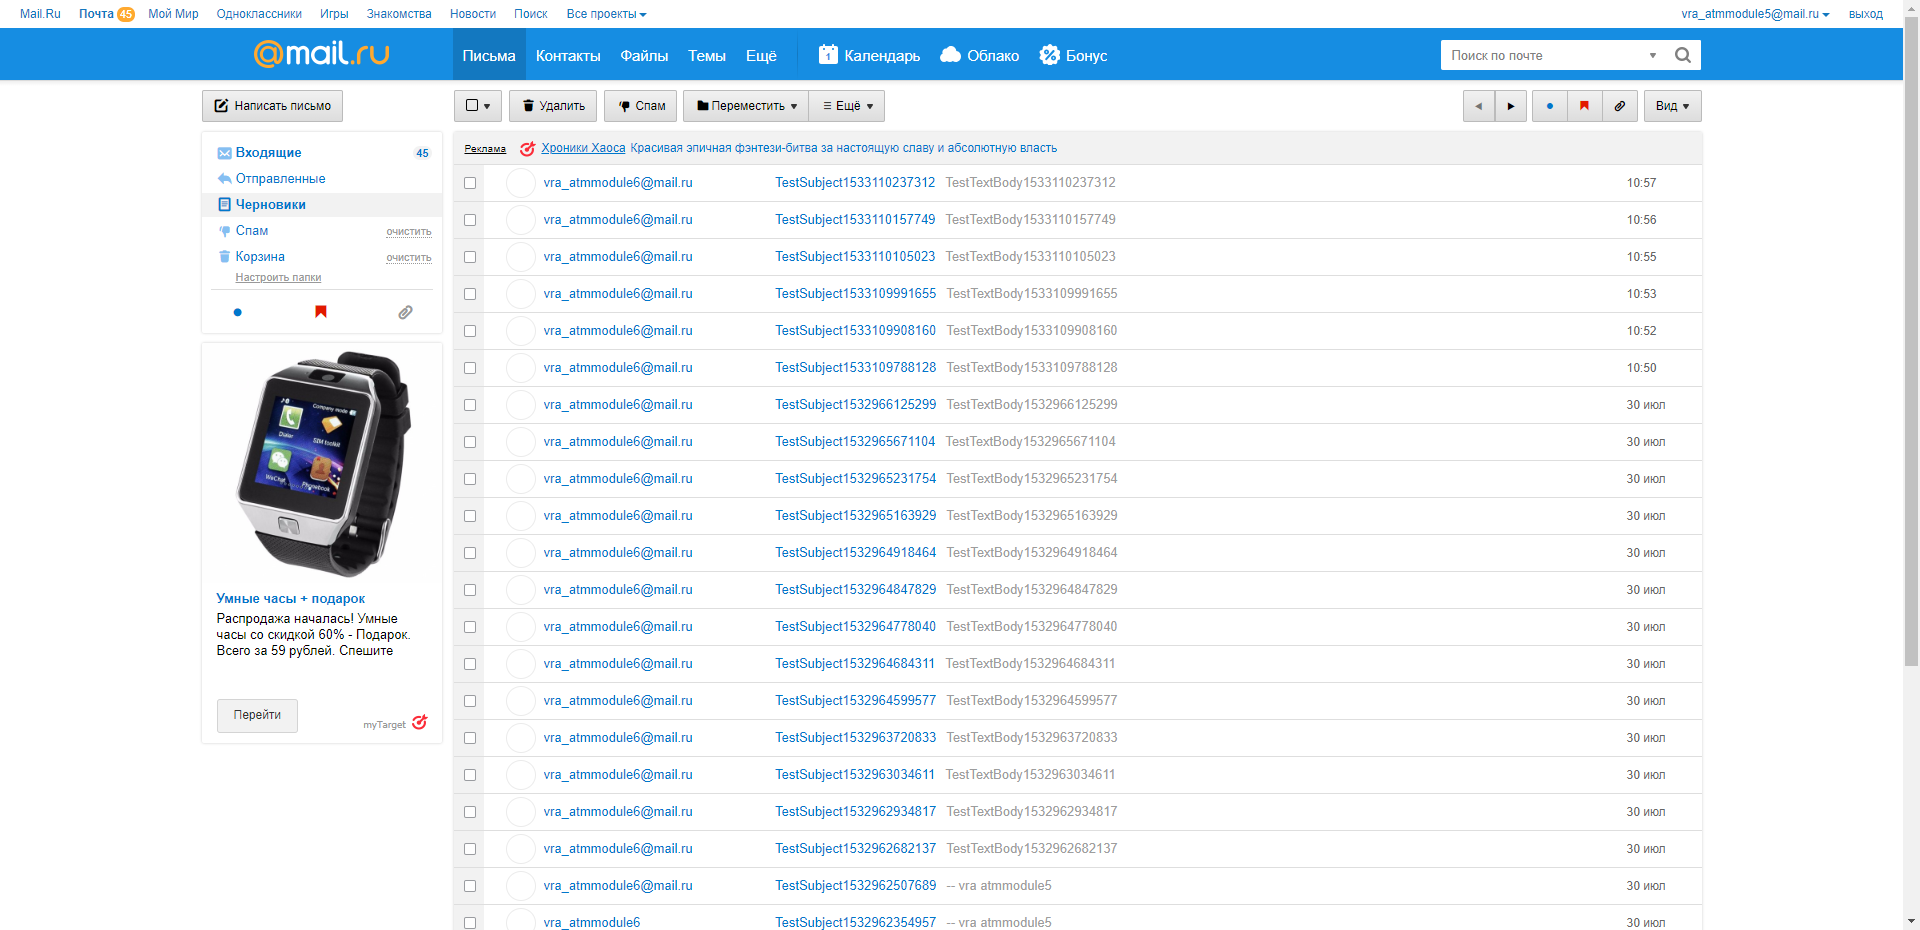 Mail.Ru Почта 45 Мой Мир Одноклассники Игры Знакомства Новости Поиск Все проекты vra_atmmodule5@mail.ru выход
@mail.ru Письма Контакты Файлы Темы Ещё 1 Календарь Облако % Бонус Поиск по почте
Написать письмо Удалить Спам Переместить Ещё Вид
Входящие 45
Отправленные
Черновики
Спам очистить
Корзина очистить
Настроить папки
Company mode
Dialer
SIM toolkit
WeChat
Phonebook
Умные часы + подарок
Распродажа началась! Умные
часы со скидкой 60% - Подарок.
Всего за 59 рублей. Спешите
Перейти
myTarget
Реклама Хроники Хаоса Красивая эпичная фэнтези-битва за настоящую славу и абсолютную власть
vra_atmmodule6@mail.ru TestSubject1533110237312 TestTextBody1533110237312 10:57
vra_atmmodule6@mail.ru TestSubject1533110157749 TestTextBody1533110157749 10:56
vra_atmmodule6@mail.ru TestSubject1533110105023 TestTextBody1533110105023 10:55
vra_atmmodule6@mail.ru TestSubject1533109991655 TestTextBody1533109991655 10:53
vra_atmmodule6@mail.ru TestSubject1533109908160 TestTextBody1533109908160 10:52
vra_atmmodule6@mail.ru TestSubject1533109788128 TestTextBody1533109788128 10:50
vra_atmmodule6@mail.ru TestSubject1532966125299 TestTextBody1532966125299 30 июл
vra_atmmodule6@mail.ru TestSubject1532965671104 TestTextBody1532965671104 30 июл
vra_atmmodule6@mail.ru TestSubject1532965231754 TestTextBody1532965231754 30 июл
vra_atmmodule6@mail.ru TestSubject1532965163929 TestTextBody1532965163929 30 июл
vra_atmmodule6@mail.ru TestSubject1532964918464 TestTextBody1532964918464 30 июл
vra_atmmodule6@mail.ru TestSubject1532964847829 TestTextBody1532964847829 30 июл
vra_atmmodule6@mail.ru TestSubject1532964778040 TestTextBody1532964778040 30 июл
vra_atmmodule6@mail.ru TestSubject1532964684311 TestTextBody1532964684311 30 июл
vra_atmmodule6@mail.ru TestSubject1532964599577 TestTextBody1532964599577 30 июл
vra_atmmodule6@mail.ru TestSubject1532963720833 TestTextBody1532963720833 30 июл
vra_atmmodule6@mail.ru TestSubject1532963034611 TestTextBody1532963034611 30 июл
vra_atmmodule6@mail.ru TestSubject1532962934817 TestTextBody1532962934817 30 июл
vra_atmmodule6@mail.ru TestSubject1532962682137 TestTextBody1532962682137 30 июл
vra_atmmodule6@mail.ru TestSubject1532962507689 -- vra atmmodule5 30 июл
vra_atmmodule6 TestSubject1532962354957 -- vra atmmodule5 30 июл